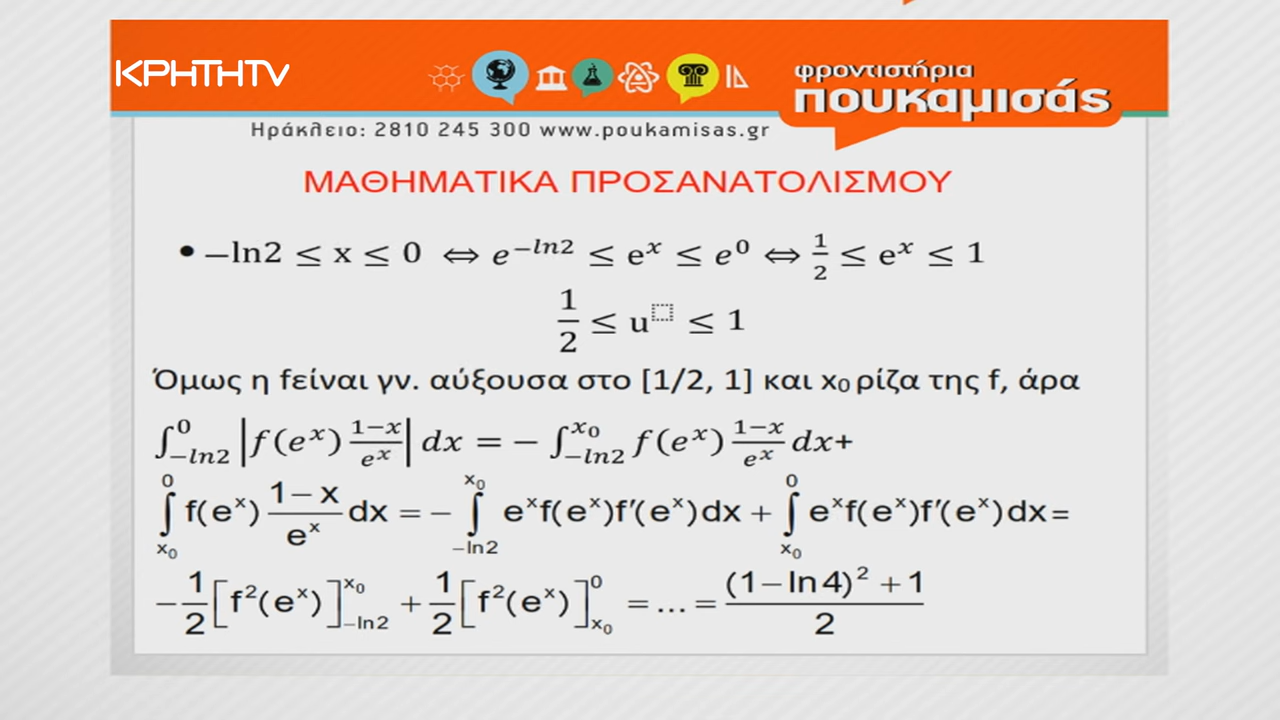 ΚΡΗΤΗTV
φροντιστήρια
πουκαμισάς
Ηράκλειο: 2810 245 300 www.poukamisas.gr
ΜΑΘΗΜΑΤΙΚΑ ΠΡΟΣΑΝΑΤΟΛΙΣΜΟΥ
• −ln2 ≤ x ≤ 0 ⇔ e^{−ln2} ≤ e^x ≤ e^0 ⇔ 1/2 ≤ e^x ≤ 1
1/2 ≤ u^⬚ ≤ 1
Όμως η fείναι γν. αύξουσα στο [1/2, 1] και x₀ ρίζα της f, άρα
∫_{−ln2}^{0} |f(e^x) (1−x)/e^x| dx = − ∫_{−ln2}^{x₀} f(e^x) (1−x)/e^x dx+
∫_{x₀}^{0} f(e^x) (1−x)/e^x dx = − ∫_{−ln2}^{x₀} e^x f(e^x)f′(e^x)dx + ∫_{x₀}^{0} e^x f(e^x)f′(e^x)dx =
−1/2 [f²(e^x)]_{−ln2}^{x₀} + 1/2 [f²(e^x)]_{x₀}^{0} = ... = ((1−ln4)² + 1)/2